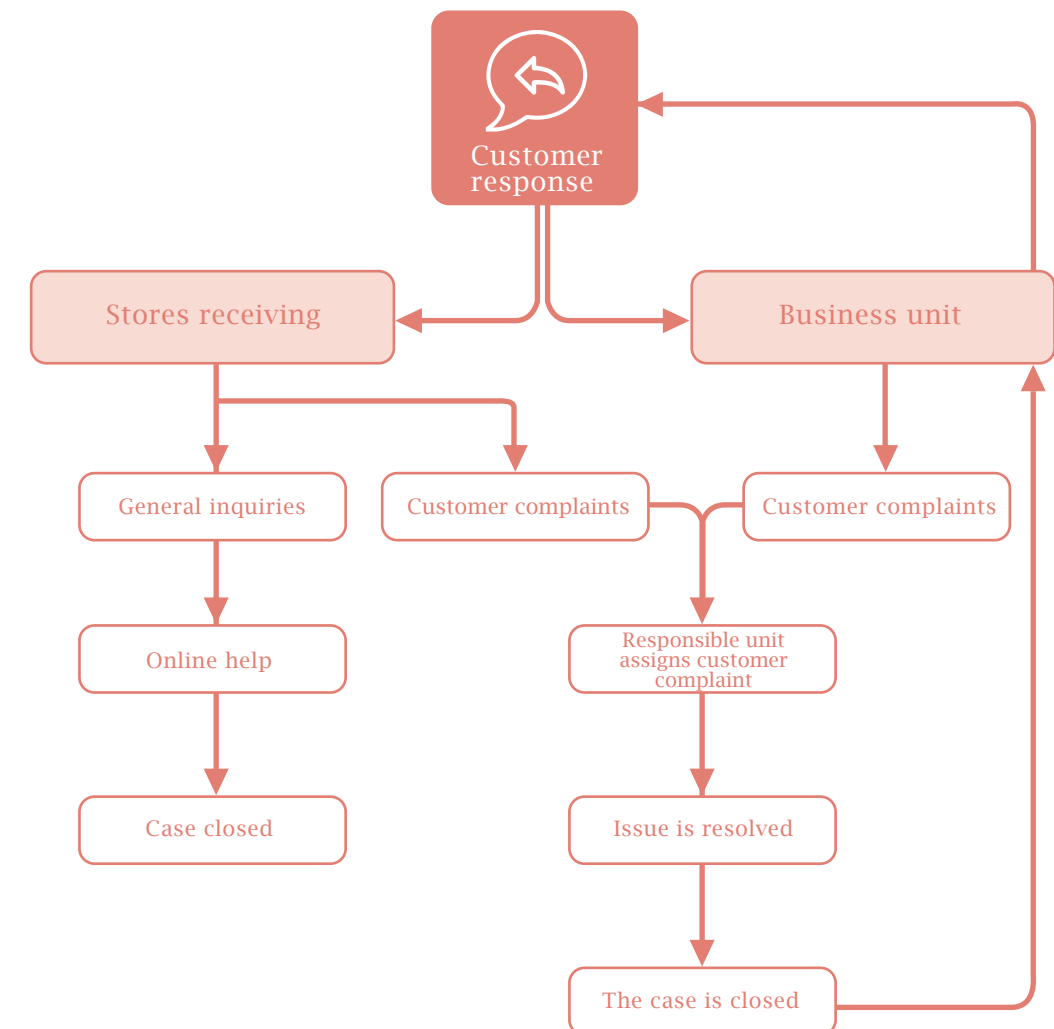 Customer
response
Stores receiving
Business unit
General inquiries
Customer complaints
Customer complaints
Online help
Responsible unit
assigns customer
complaint
Case closed
Issue is resolved
The case is closed